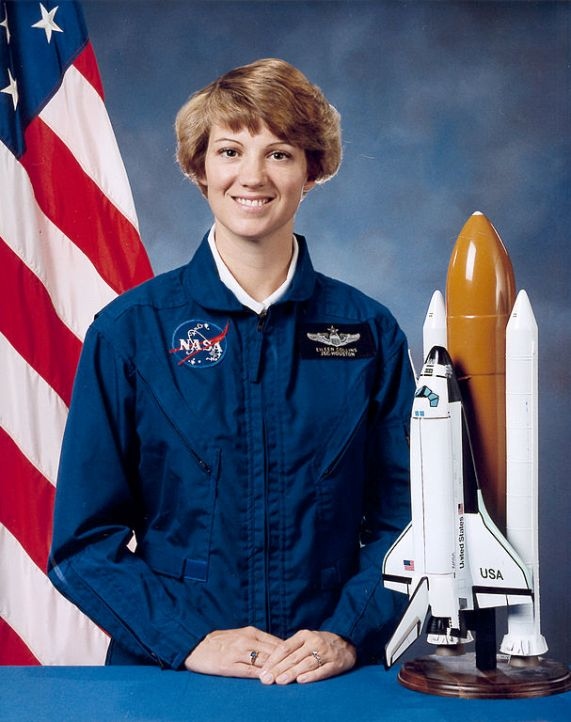 NASA
EILEEN COLLINS
JSC-HOUSTON
United States
USA